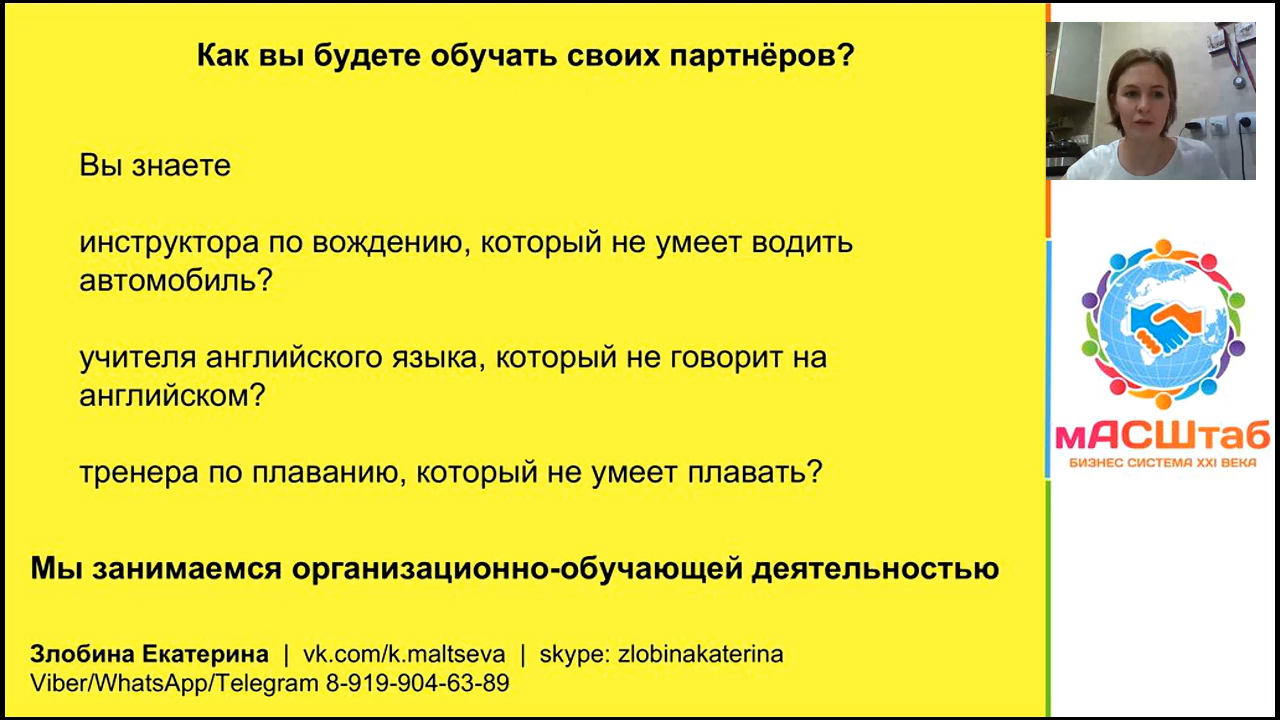 Как вы будете обучать своих партнёров?
Вы знаете
инструктора по вождению, который не умеет водить
автомобиль?
учителя английского языка, который не говорит на
английском?
тренера по плаванию, который не умеет плавать?
Мы занимаемся организационно-обучающей деятельностью
Злобина Екатерина | vk.com/k.maltseva | skype: zlobinakaterina
Viber/WhatsApp/Telegram 8-919-904-63-89
мАСШтаб
БИЗНЕС СИСТЕМА XXI ВЕКА